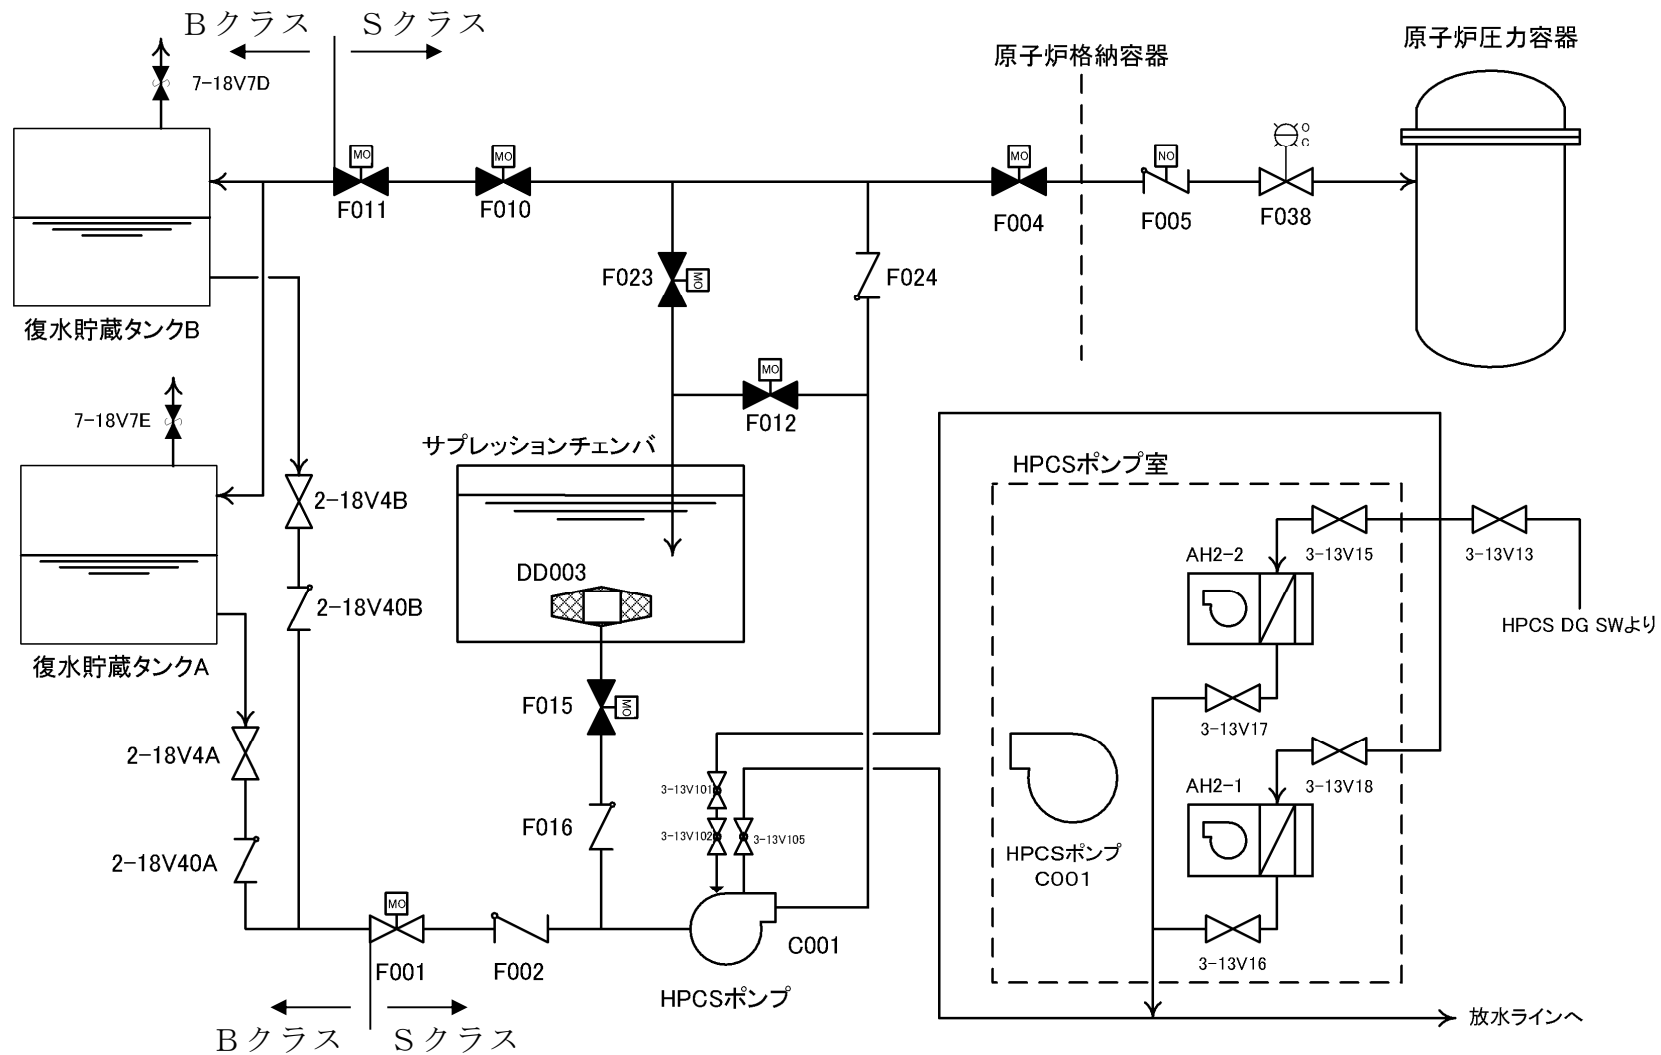 Bクラス
Sクラス
7-18V7D
原子炉格納容器
原子炉圧力容器
MO
MO
MO
NO
O
C
F011
F010
F004
F005
F038
F023
MO
F024
復水貯蔵タンクB
MO
F012
7-18V7E
サプレッションチェンバ
HPCSポンプ室
2-18V4B
3-13V15
3-13V13
AH2-2
DD003
2-18V40B
HPCS DG SWより
復水貯蔵タンクA
F015
MO
3-13V17
2-18V4A
3-13V101
3-13V18
AH2-1
F016
3-13V102
3-13V105
2-18V40A
HPCSポンプ
C001
MO
C001
F001
F002
3-13V16
HPCSポンプ
放水ラインへ
Bクラス
Sクラス